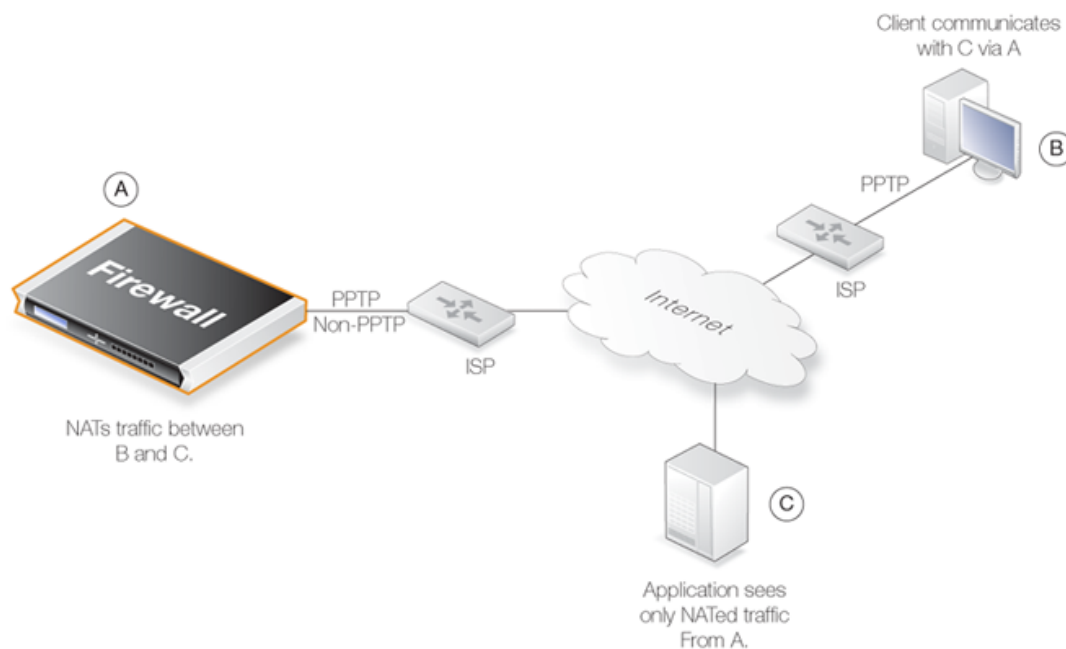 Client communicates
with C via A
B
PPTP
A
Firewall
PPTP
Non-PPTP
ISP
Internet
ISP
NATs traffic between
B and C.
C
Application sees
only NATed traffic
From A.